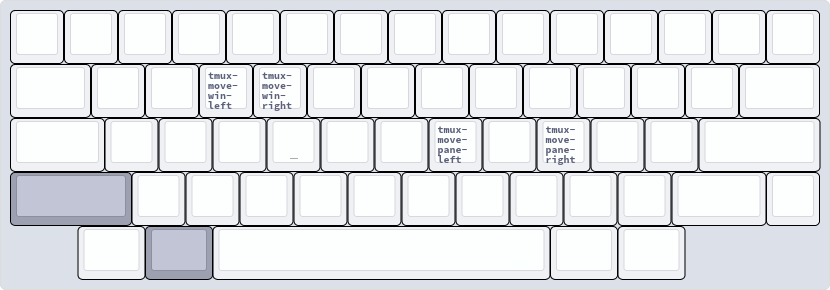 tmux-
move-
win-
left
tmux-
move-
win-
right
_
tmux-
move-
pane-
left
tmux-
move-
pane-
right